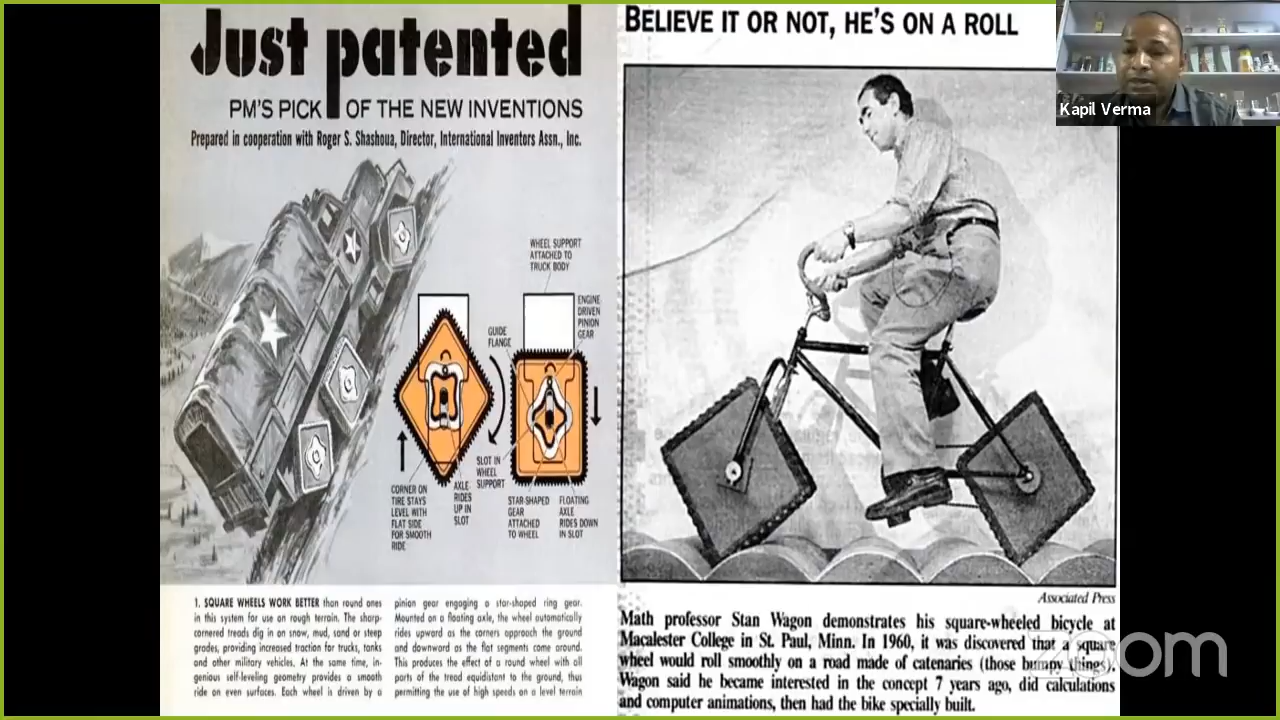 Just patented
PM'S PICK OF THE NEW INVENTIONS
Prepared in cooperation with Roger S. Shashoua, Director, International Inventors Assn., Inc.
WHEEL SUPPORT
ATTACHED TO
TRUCK BODY
ENGINE
DRIVEN
PINION
GEAR
GUIDE
FLANGE
SLOT IN
WHEEL
SUPPORT
CORNER ON
TIRE STAYS
LEVEL WITH
FLAT SIDE
FOR SMOOTH
RIDE
AXLE
RIDES
UP IN
SLOT
STAR-SHAPED
GEAR
ATTACHED
TO WHEEL
FLOATING
AXLE
RIDES DOWN
IN SLOT
1. SQUARE WHEELS WORK BETTER than round ones
in this system for use on rough terrain. The sharp-
cornered treads dig in on snow, mud, sand or steep
grades, providing increased traction for trucks, tanks
and other military vehicles. At the same time, in-
genious self-leveling geometry provides a smooth
ride on even surfaces. Each wheel is driven by a
pinion gear engaging a star-shaped ring gear.
Mounted on a floating axle, the wheel automatically
rides upward as the corners approach the ground
and downward as the flat segments come around.
This produces the effect of a round wheel with all
parts of the tread equidistant to the ground, thus
permitting the use of high speeds on a level terrain
BELIEVE IT OR NOT, HE'S ON A ROLL
Associated Press
Math professor Stan Wagon demonstrates his square-wheeled bicycle at
Macalester College in St. Paul, Minn. In 1960, it was discovered that a square
wheel would roll smoothly on a road made of catenaries (those bumpy things).
Wagon said he became interested in the concept 7 years ago, did calculations
and computer animations, then had the bike specially built.
Kapil Verma
zoom